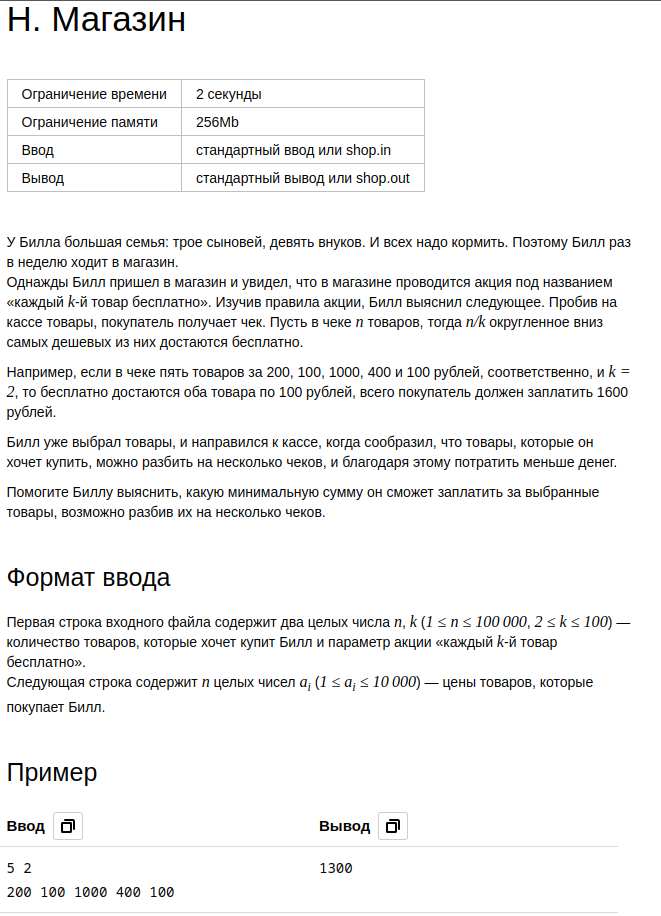 Н. Магазин
Ограничение времени 2 секунды
Ограничение памяти 256Mb
Ввод стандартный ввод или shop.in
Вывод стандартный вывод или shop.out
У Билла большая семья: трое сыновей, девять внуков. И всех надо кормить. Поэтому Билл раз
в неделю ходит в магазин.
Однажды Билл пришел в магазин и увидел, что в магазине проводится акция под названием
«каждый k-й товар бесплатно». Изучив правила акции, Билл выяснил следующее. Пробив на
кассе товары, покупатель получает чек. Пусть в чеке n товаров, тогда n/k округленное вниз
самых дешевых из них достаются бесплатно.
Например, если в чеке пять товаров за 200, 100, 1000, 400 и 100 рублей, соответственно, и k =
2, то бесплатно достаются оба товара по 100 рублей, всего покупатель должен заплатить 1600
рублей.
Билл уже выбрал товары, и направился к кассе, когда сообразил, что товары, которые он
хочет купить, можно разбить на несколько чеков, и благодаря этому потратить меньше денег.
Помогите Биллу выяснить, какую минимальную сумму он сможет заплатить за выбранные
товары, возможно разбив их на несколько чеков.
Формат ввода
Первая строка входного файла содержит два целых числа n, k (1 ≤ n ≤ 100 000, 2 ≤ k ≤ 100) —
количество товаров, которые хочет купит Билл и параметр акции «каждый k-й товар
бесплатно».
Следующая строка содержит n целых чисел ai (1 ≤ ai ≤ 10 000) — цены товаров, которые
покупает Билл.
Пример
Ввод Вывод
5 2 1300
200 100 1000 400 100